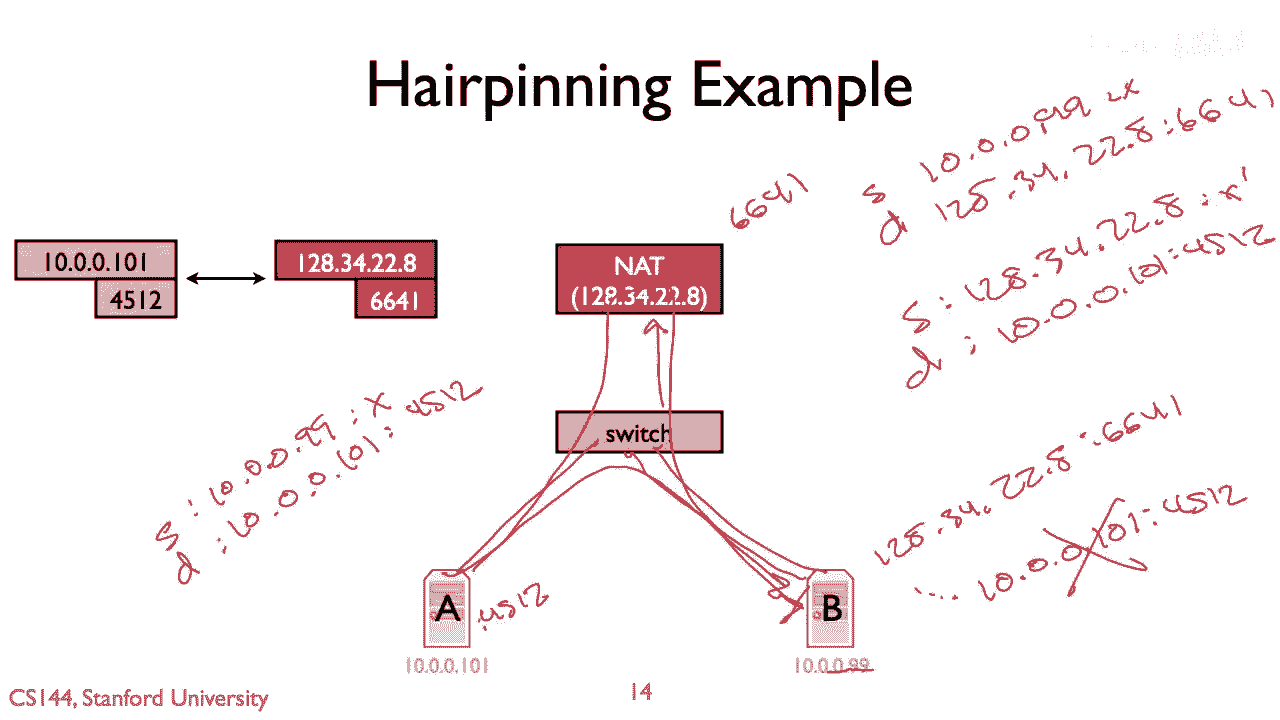 Hairpinning Example
s 10.0.0.99 :x
d 128.34.22.8:6641
6641
s : 128.34.22.8 : x'
d : 10.0.0.101:4512
10.0.0.101
4512
128.34.22.8
6641
NAT
(128.34.22.8)
s : 10.0.0.99 : x
d : 10.0.0.101: 4512
switch
128.34.22.8:6641
... 10.0.0.101:4512
A
:4512
B
10.0.0.101
10.0.0.99
CS144, Stanford University
14